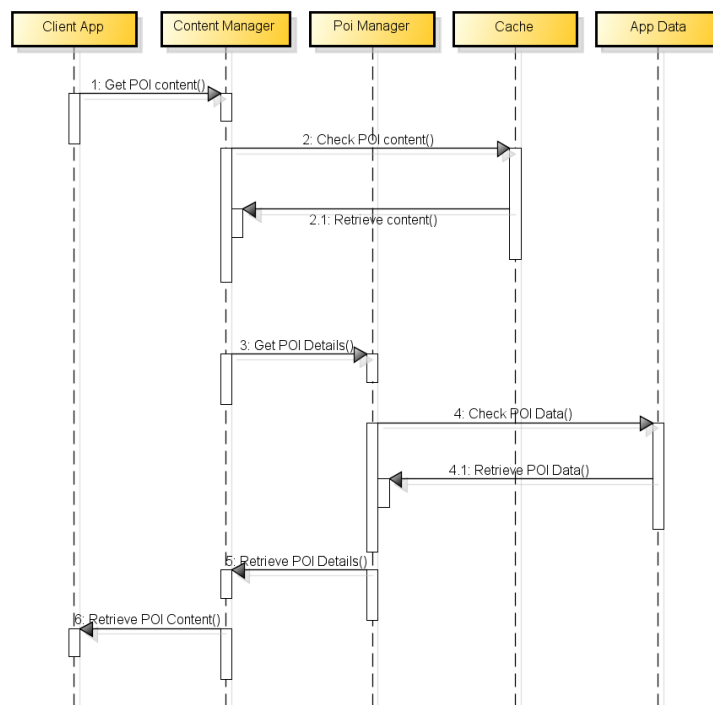 Client App
Content Manager
Poi Manager
Cache
App Data
1: Get POI content()
2: Check POI content()
2.1: Retrieve content()
3: Get POI Details()
4: Check POI Data()
4.1: Retrieve POI Data()
5: Retrieve POI Details()
6: Retrieve POI Content()